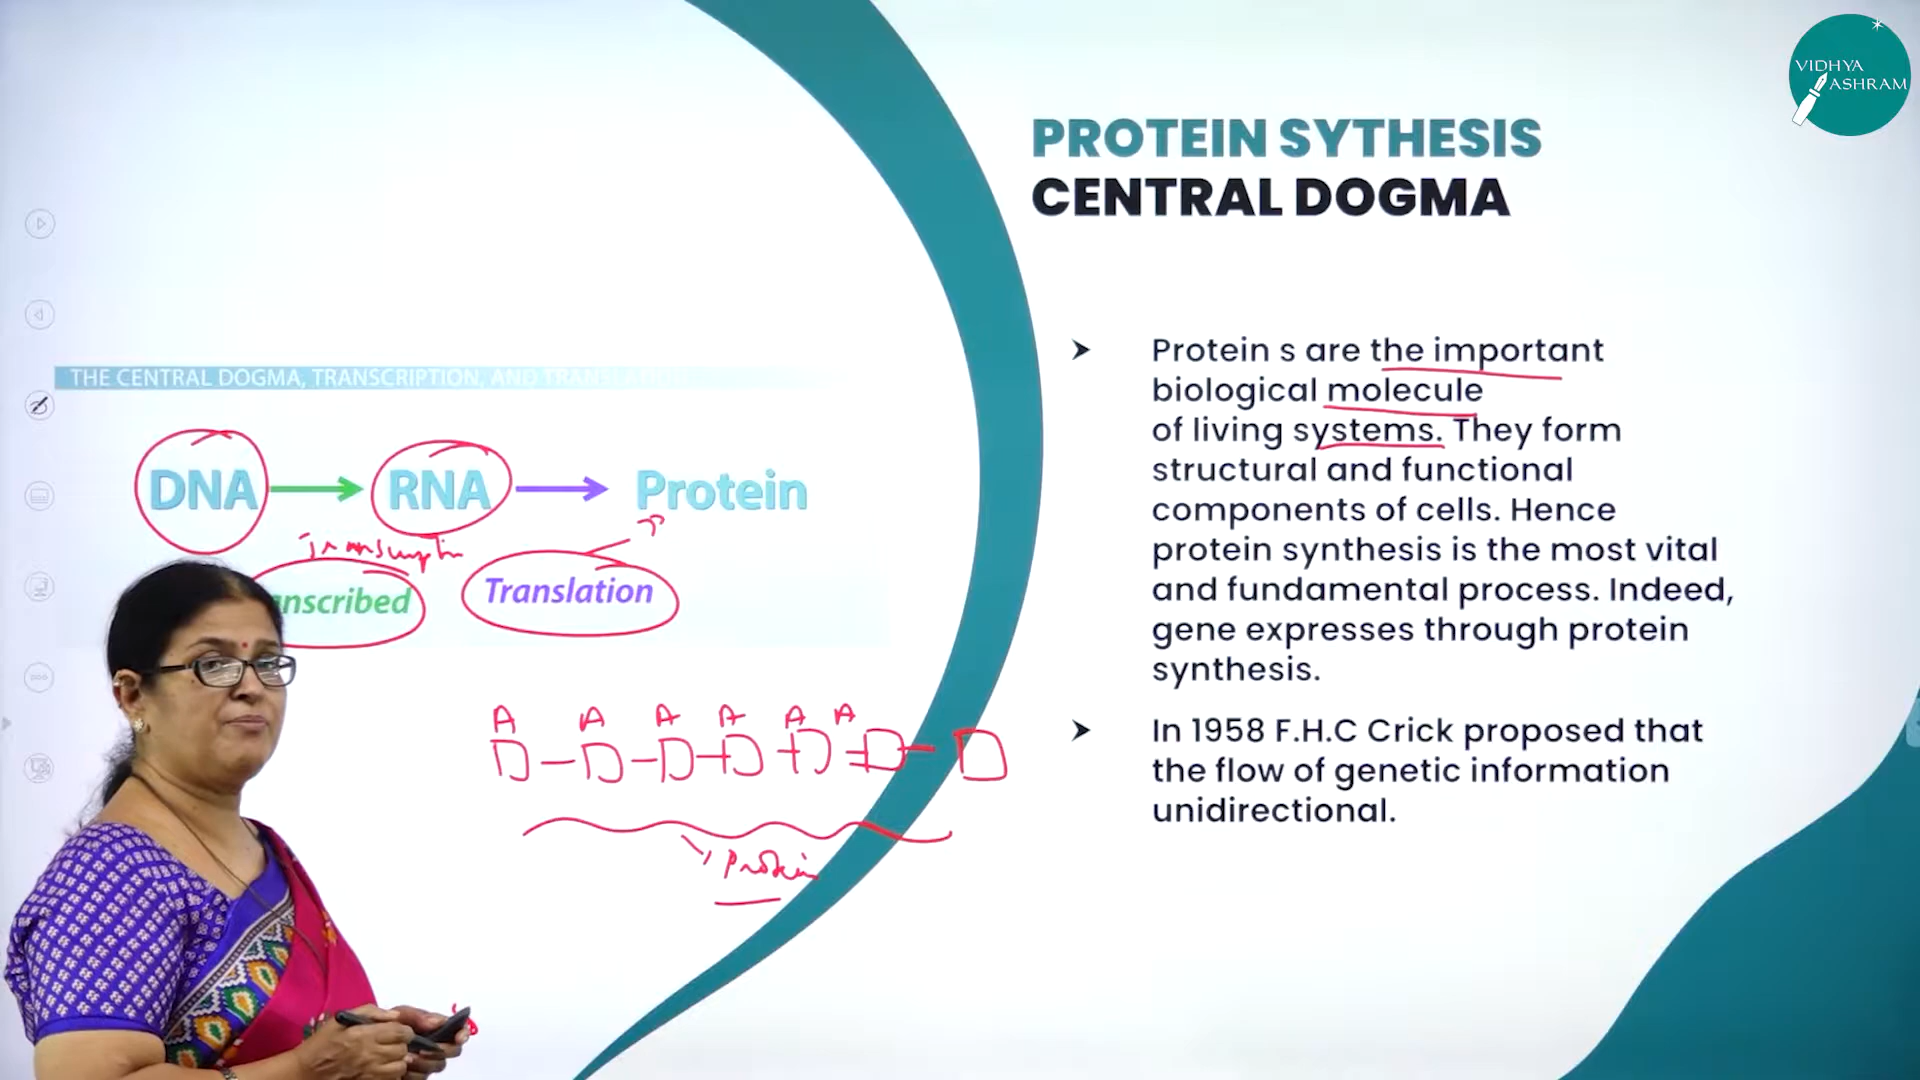 VIDHYA
ASHRAM
PROTEIN SYTHESIS
CENTRAL DOGMA
THE CENTRAL DOGMA, TRANSCRIPTION, AND
DNA RNA Protein
anscribed Translation
A A A A A A
D D D D D D D
Protein
➤ Protein s are the important
biological molecule
of living systems. They form
structural and functional
components of cells. Hence
protein synthesis is the most vital
and fundamental process. Indeed,
gene expresses through protein
synthesis.
➤ In 1958 F.H.C Crick proposed that
the flow of genetic information
unidirectional.